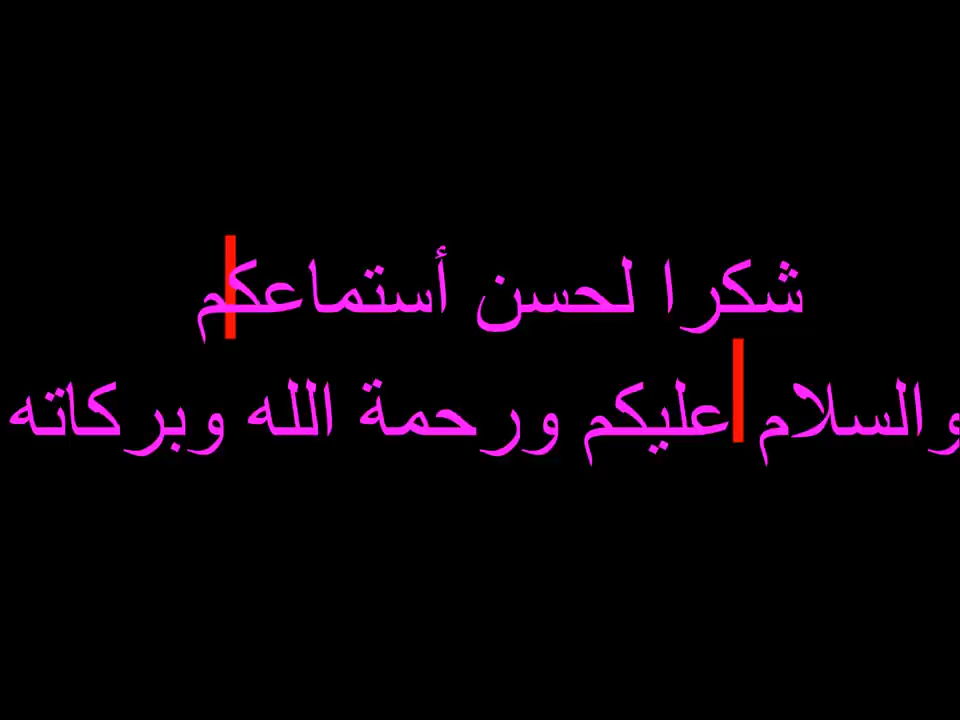 شكرا لحسن أستماعكم
والسلام عليكم ورحمة الله وبركاته